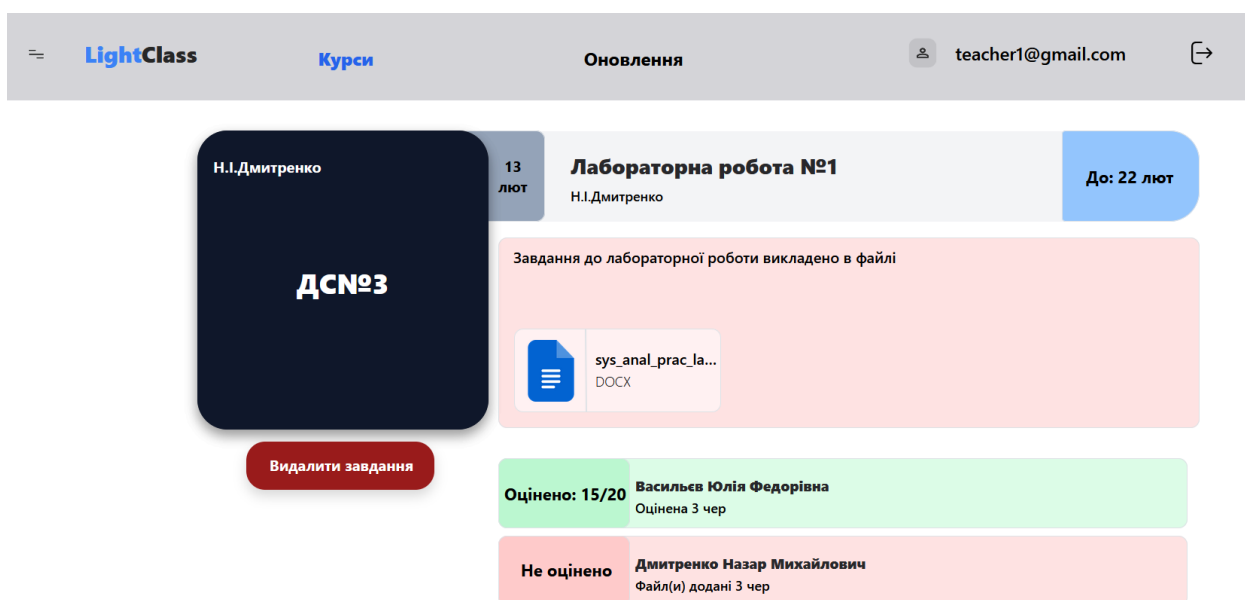 LightClass
Курси
Оновлення
teacher1@gmail.com
Н.І.Дмитренко
ДС№3
Видалити завдання
13
лют
Лабораторна робота №1
Н.І.Дмитренко
До: 22 лют
Завдання до лабораторної роботи викладено в файлі
sys_anal_prac_la...
DOCX
Оцінено: 15/20
Васильєв Юлія Федорівна
Оцінена 3 чер
Не оцінено
Дмитренко Назар Михайлович
Файл(и) додані 3 чер